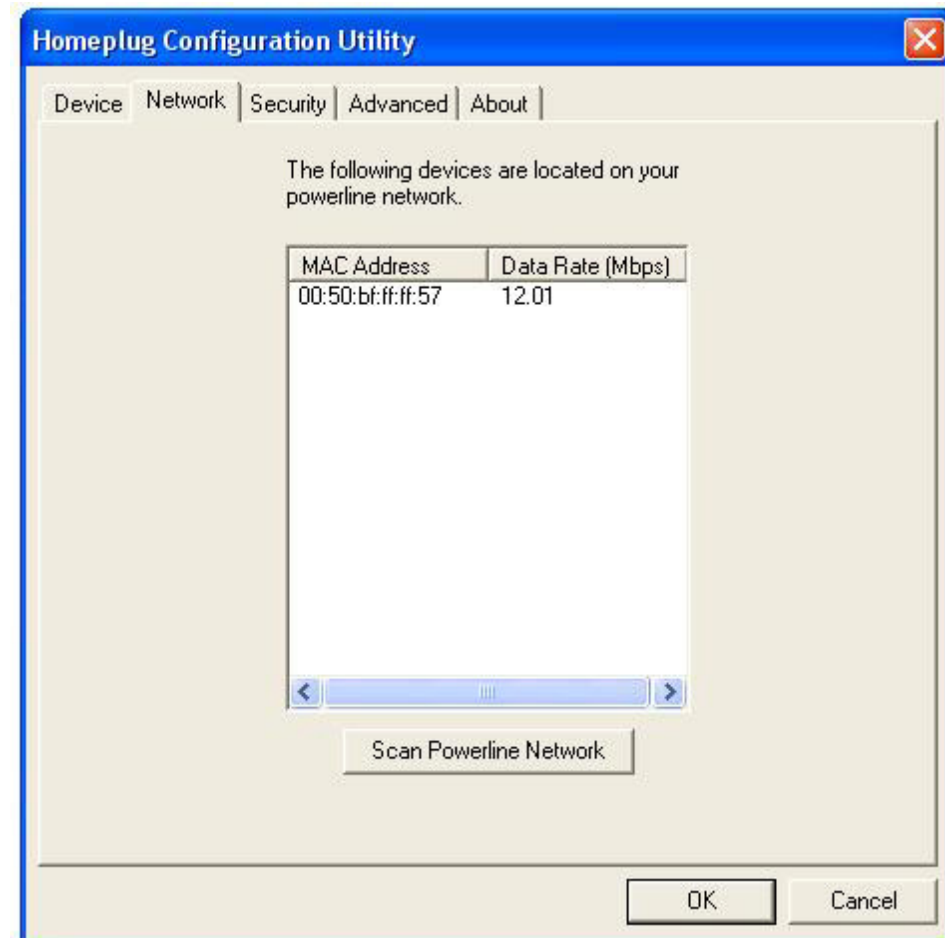 Homeplug Configuration Utility
Device Network Security Advanced About
The following devices are located on your
powerline network.
MAC Address Data Rate (Mbps)
00:50:bf:ff:ff:57 12.01
Scan Powerline Network
OK Cancel